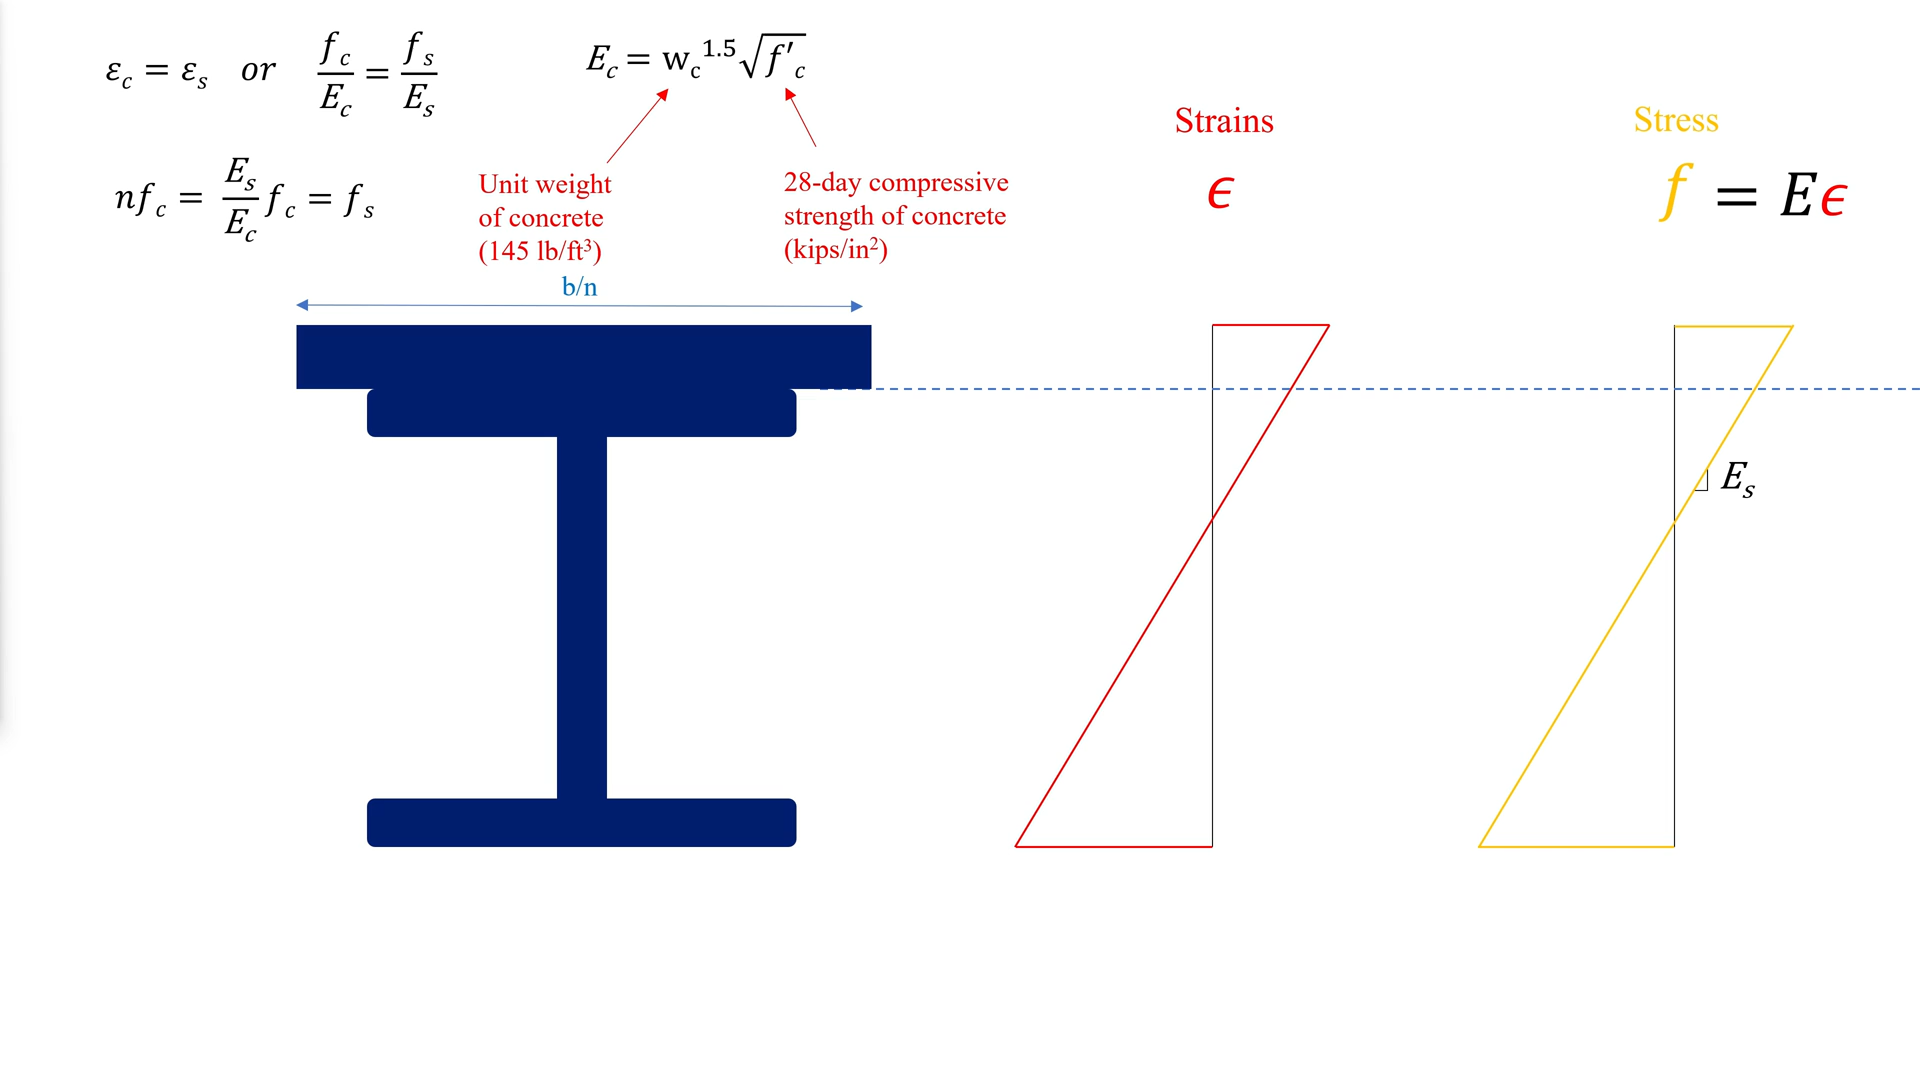 ε_c = ε_s or f_c/E_c = f_s/E_s
E_c = w_c^1.5 √f'_c
Strains
Stress
nf_c = E_s/E_c f_c = f_s
Unit weight
of concrete
(145 lb/ft³)
28-day compressive
strength of concrete
(kips/in²)
ϵ
f = Eϵ
b/n
E_s